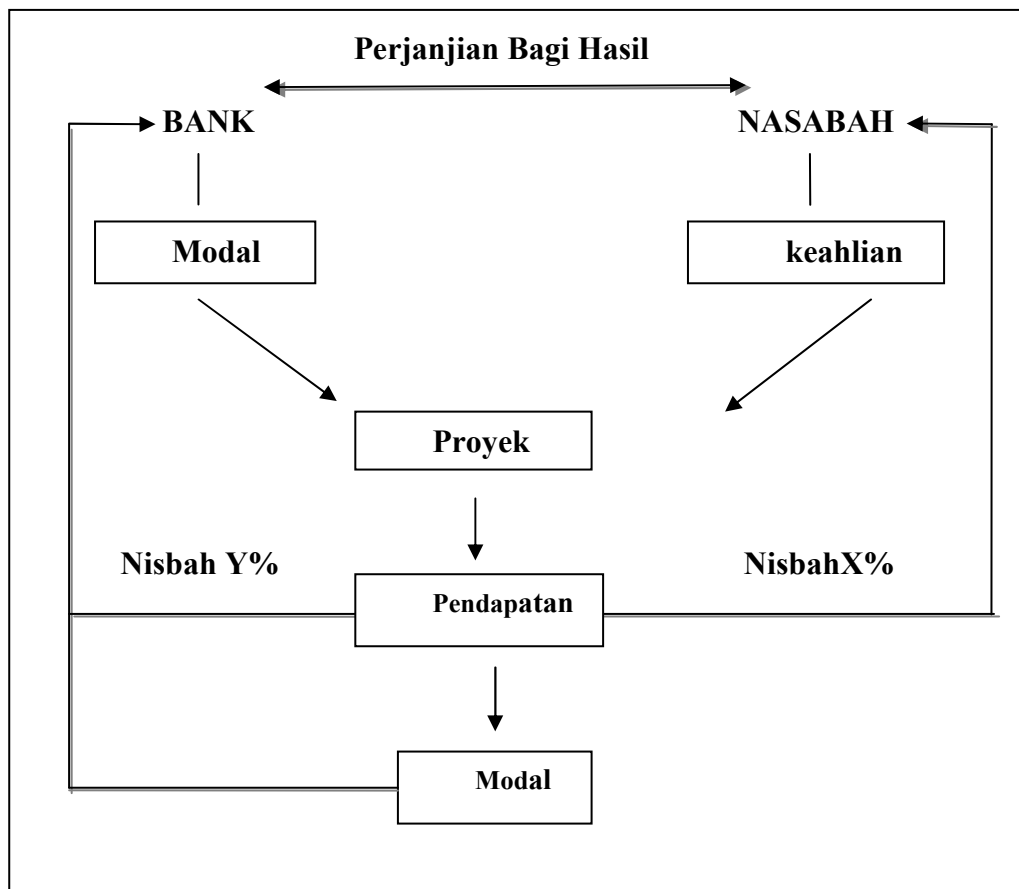 Perjanjian Bagi Hasil
BANK
NASABAH
Modal
keahlian
Proyek
Nisbah Y%
NisbahX%
Pendapatan
Modal